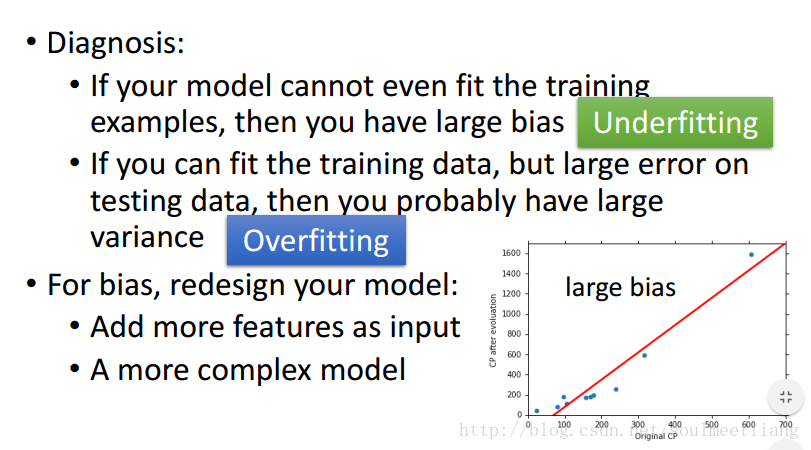 • Diagnosis:
• If your model cannot even fit the training
examples, then you have large bias
Underfitting
• If you can fit the training data, but large error on
testing data, then you probably have large
variance
Overfitting
• For bias, redesign your model:
• Add more features as input
• A more complex model
large bias
CP after evoluation
1600
1400
1200
1000
800
600
400
200
0
0 100 200 300 400 500 600 700
Original CP
http://blog.csdn.net/soulmeetliang